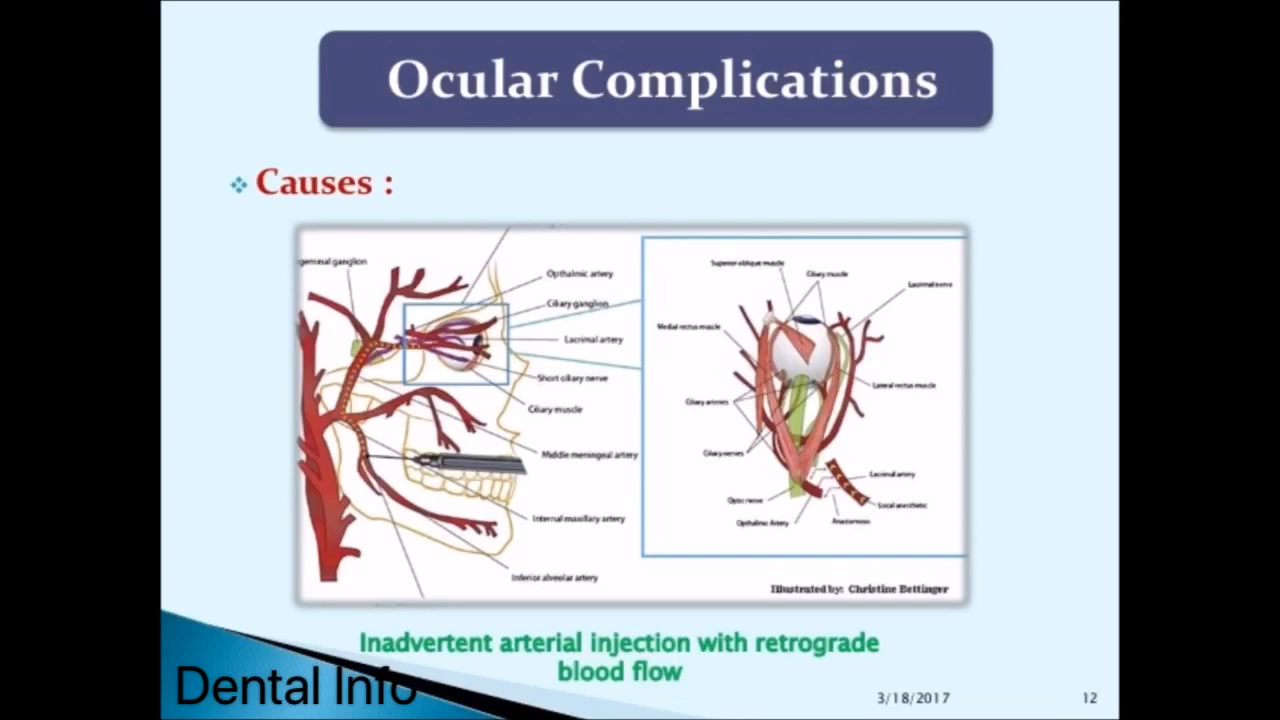 Ocular Complications
Causes :
geminal ganglion
Opthalmic artery
Ciliary ganglion
Lacrimal artery
Short ciliary nerve
Ciliary muscle
Middle meningeal artery
Internal maxillary artery
Inferior alveolar artery
Superior oblique muscle
Ciliary muscle
Lacrimal nerve
Medial rectus muscle
Lateral rectus muscle
Ciliary arteries
Ciliary nerves
Lacrimal artery
Optic nerve
Local anesthetic
Opthalmic Artery
Anastomoses
Illustrated by: Christine Bettinger
Inadvertent arterial injection with retrograde
blood flow
Dental Info
3/18/2017
12